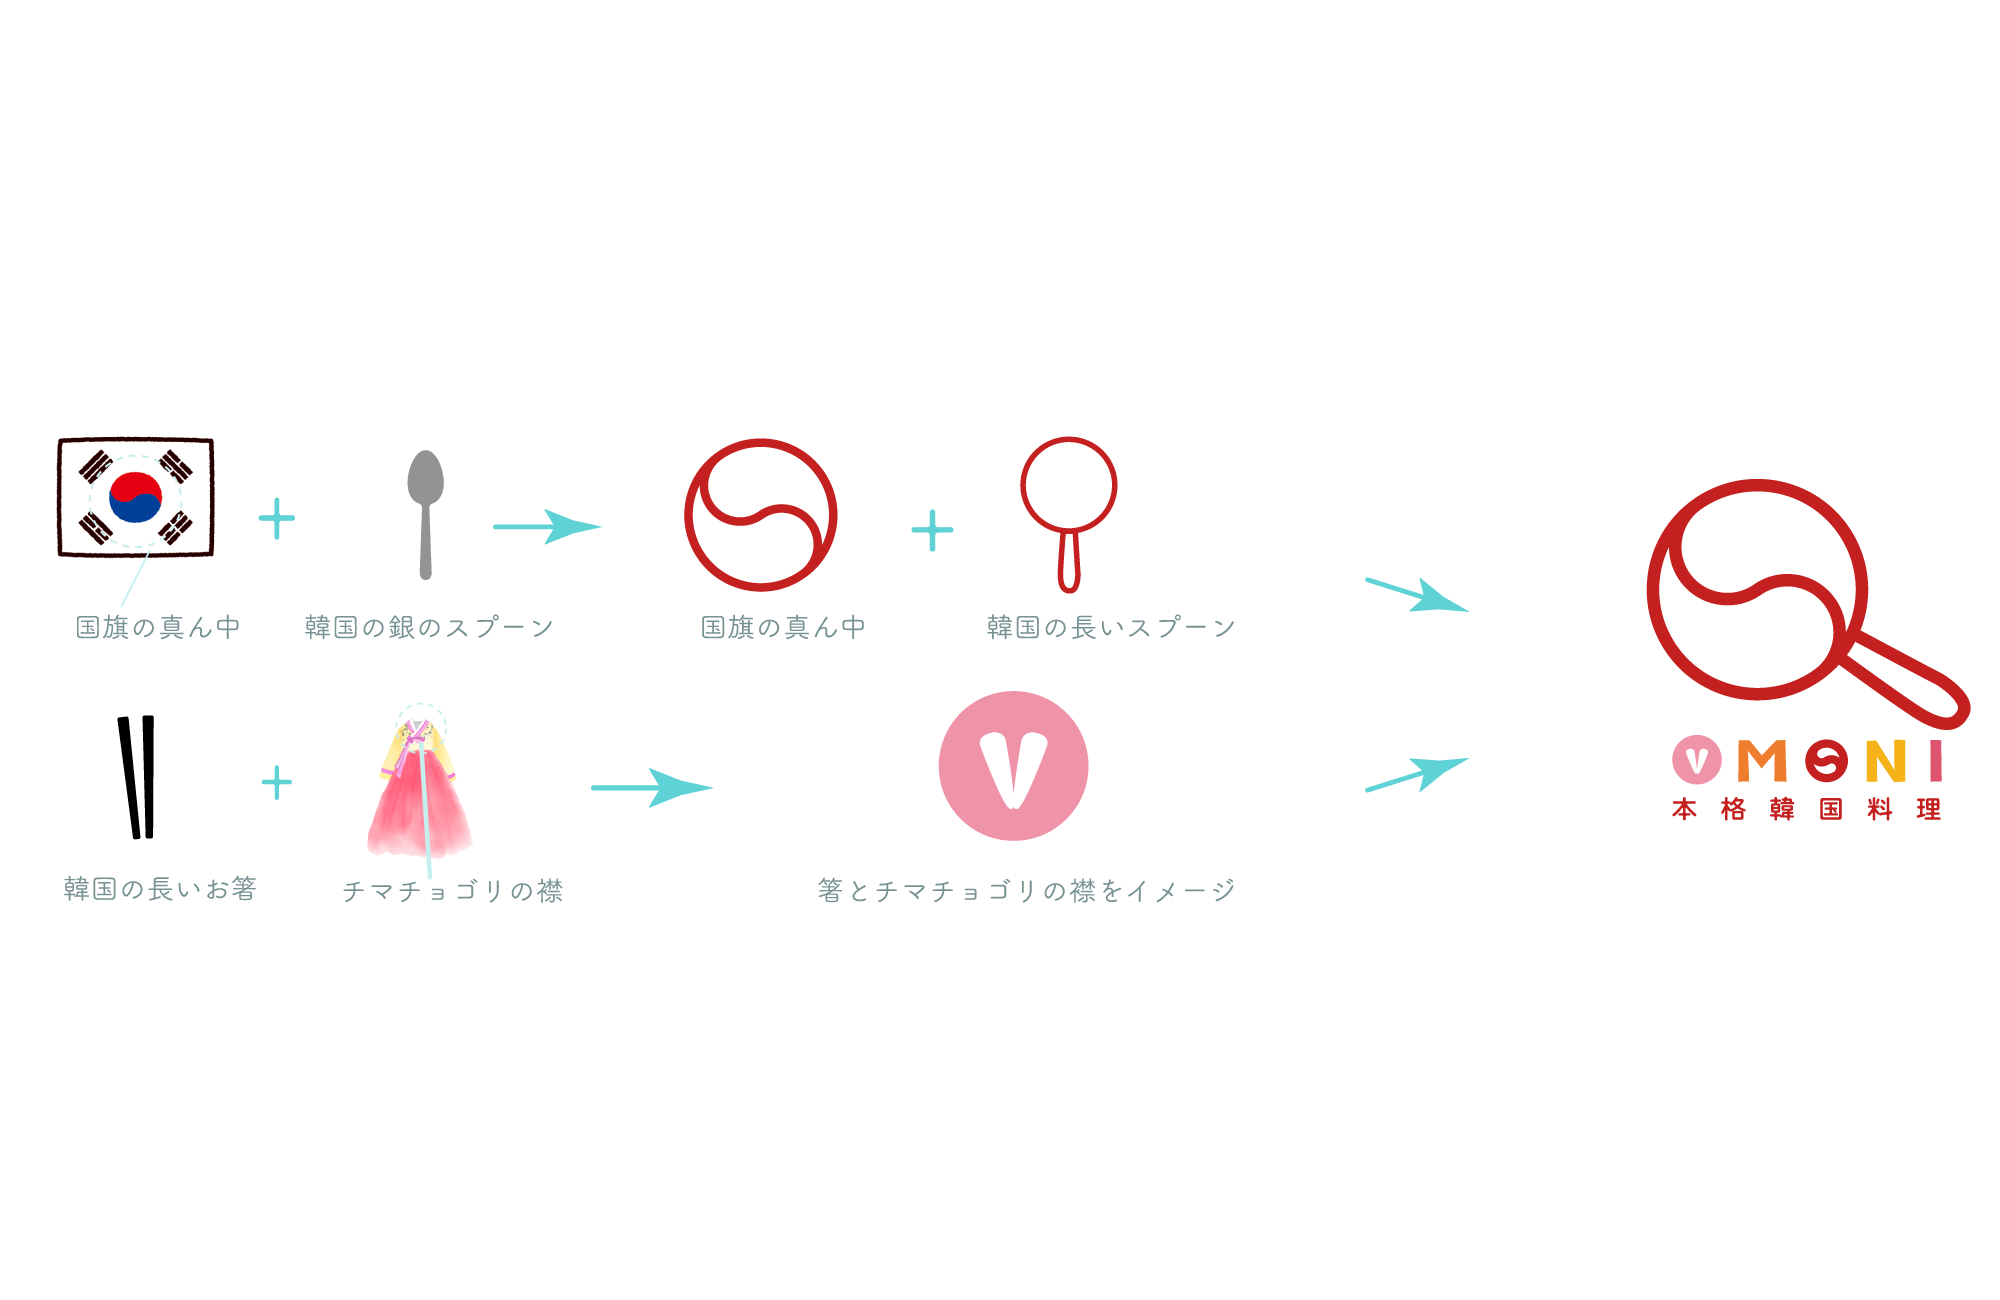 国旗の真ん中
韓国の銀のスプーン
国旗の真ん中
韓国の長いスプーン
韓国の長いお箸
チマチョゴリの襟
箸とチマチョゴリの襟をイメージ
OMONI
本格韓国料理